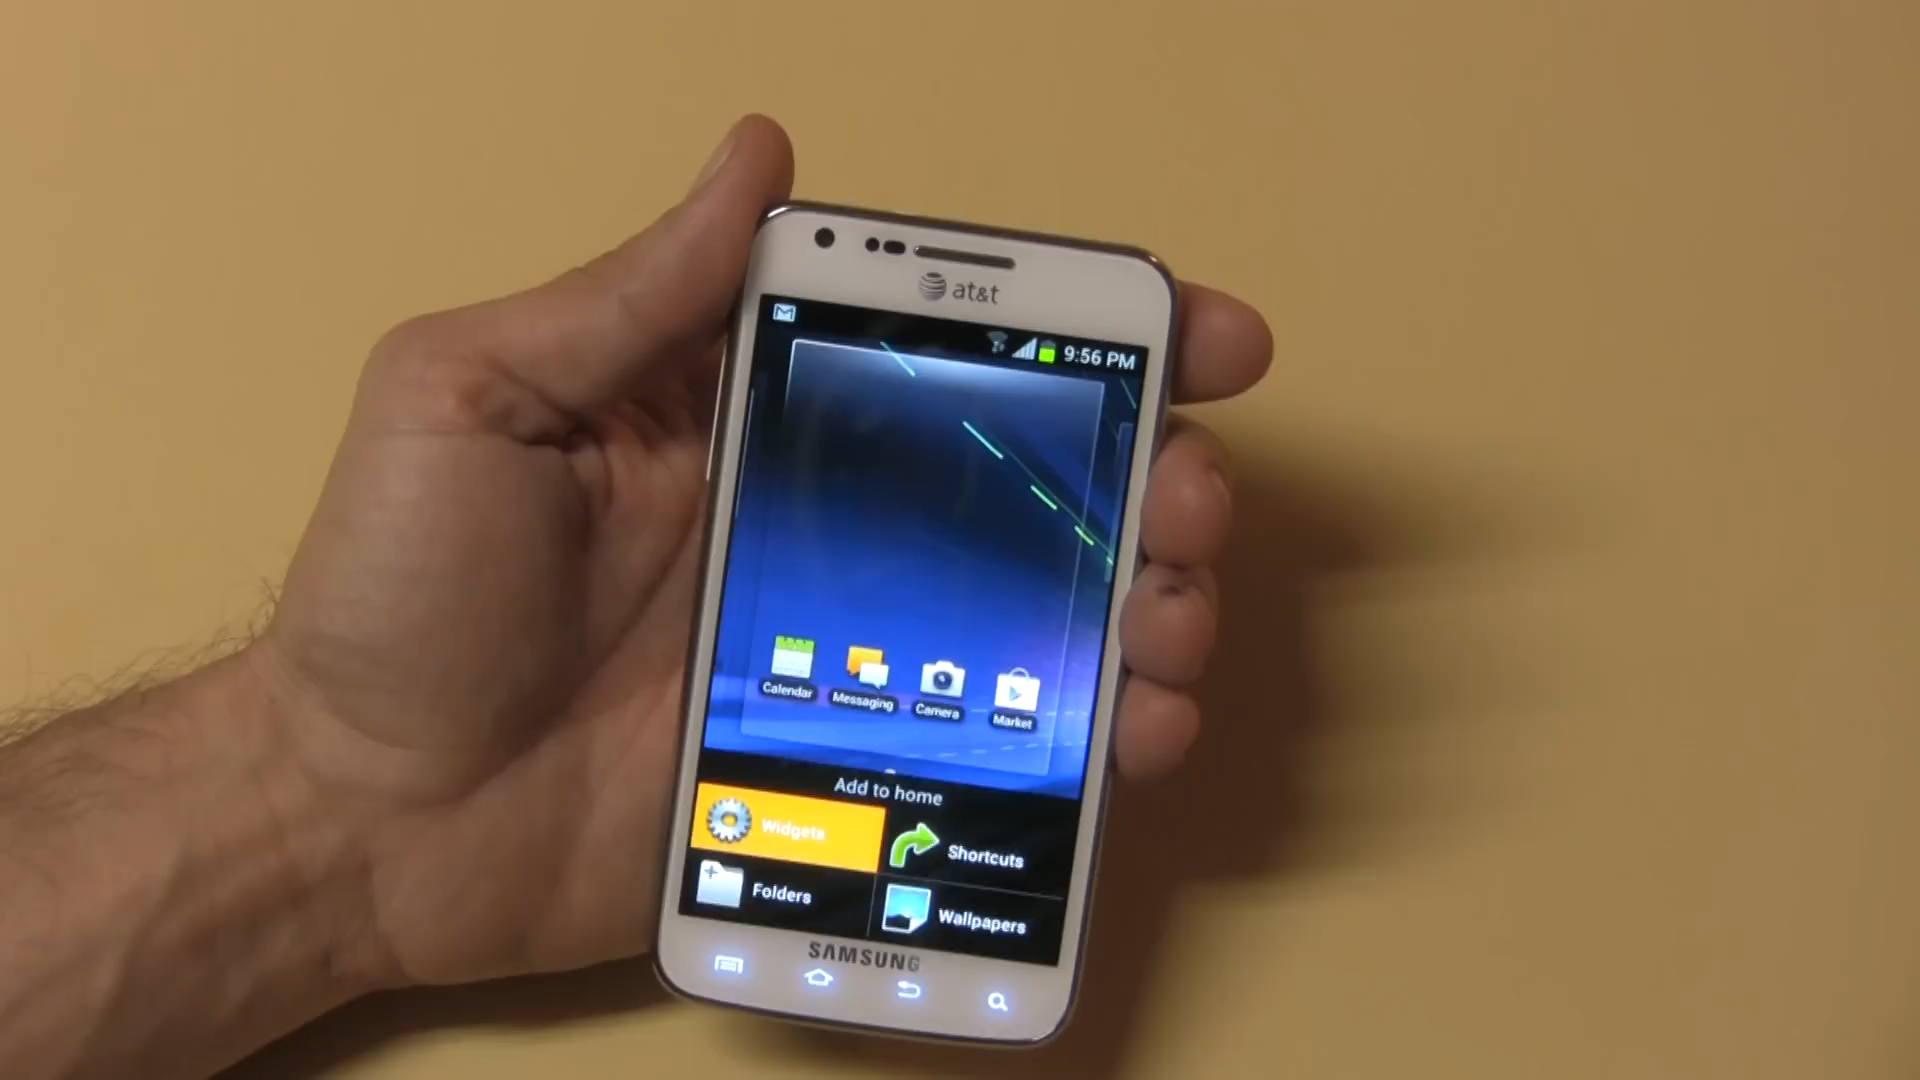 at&t
9:56 PM
Calendar
Messaging
Camera
Market
Add to home
Widgets
Shortcuts
Folders
Wallpapers
SAMSUNG